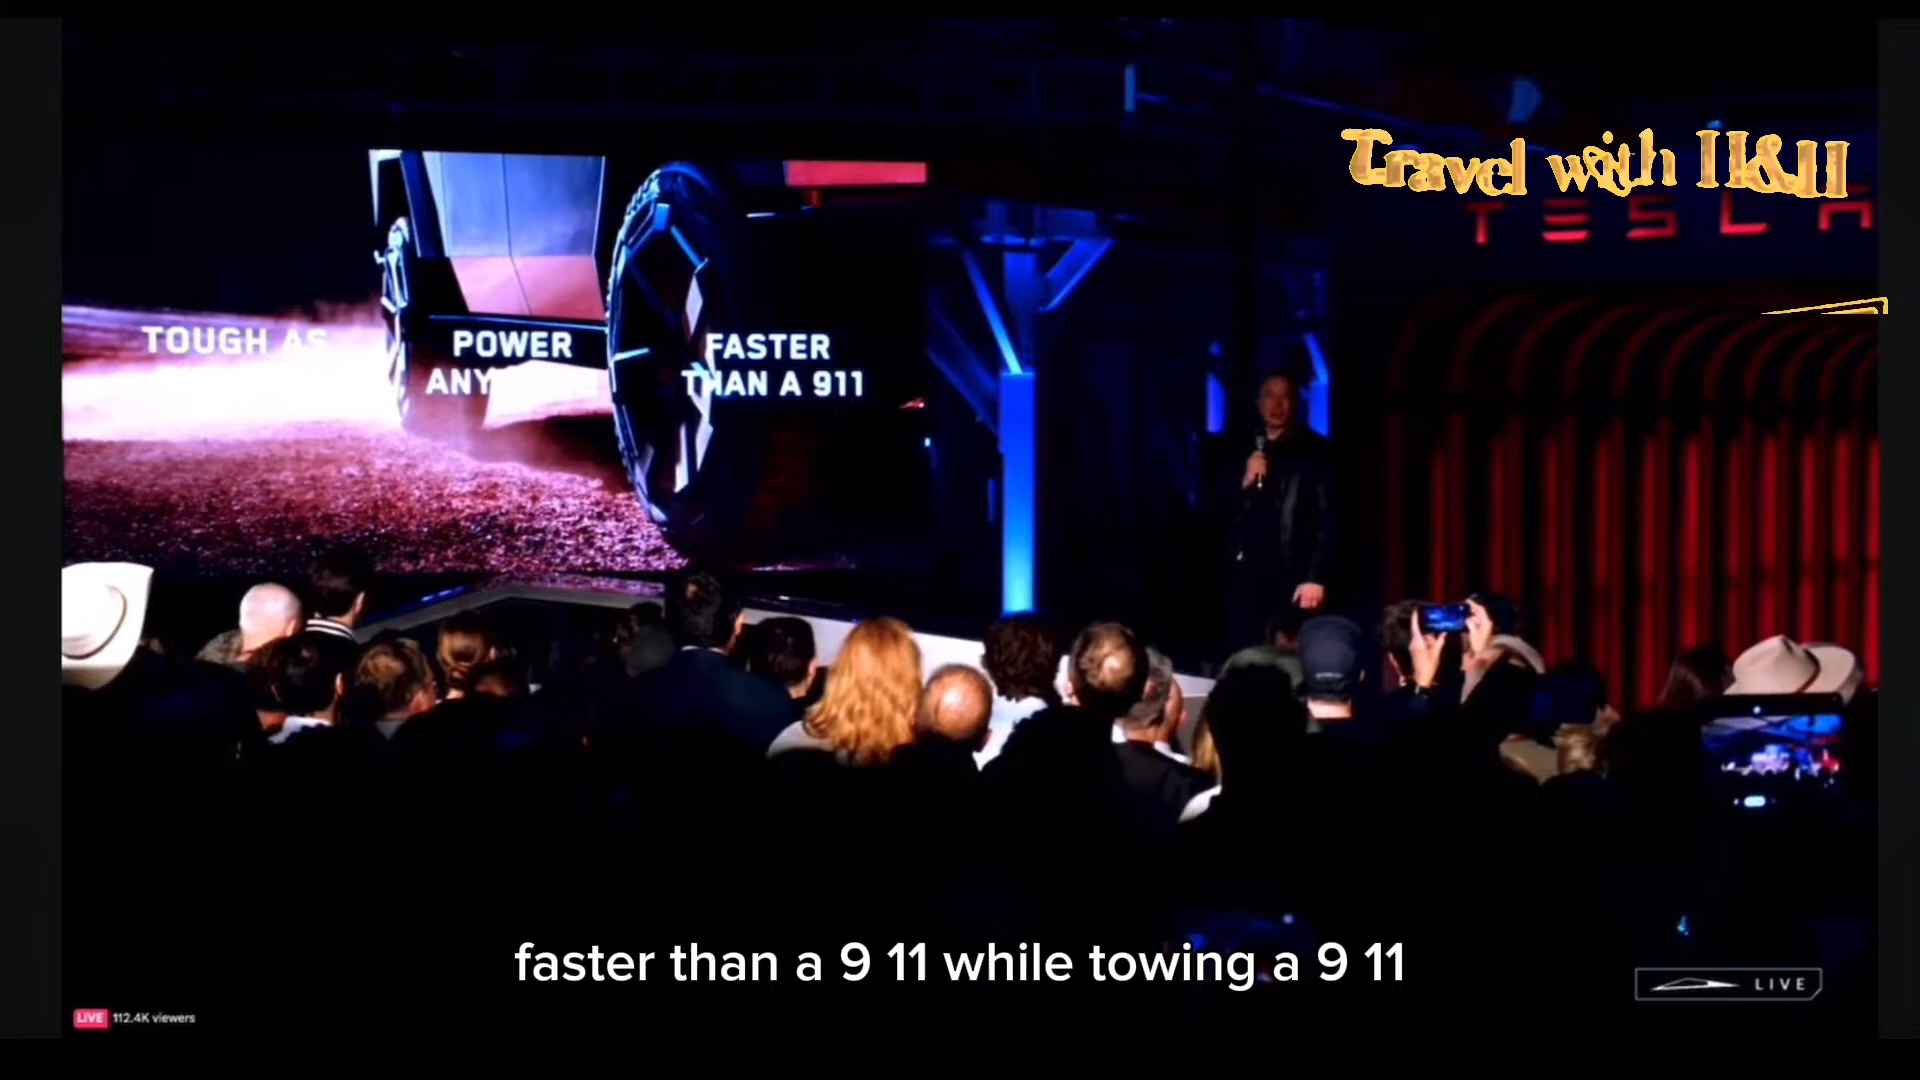 Travel with
TESLA
TOUGH AS
POWER
FASTER
THAN A 911
faster than a 9 11 while towing a 9 11
LIVE
LIVE 112.4K viewers